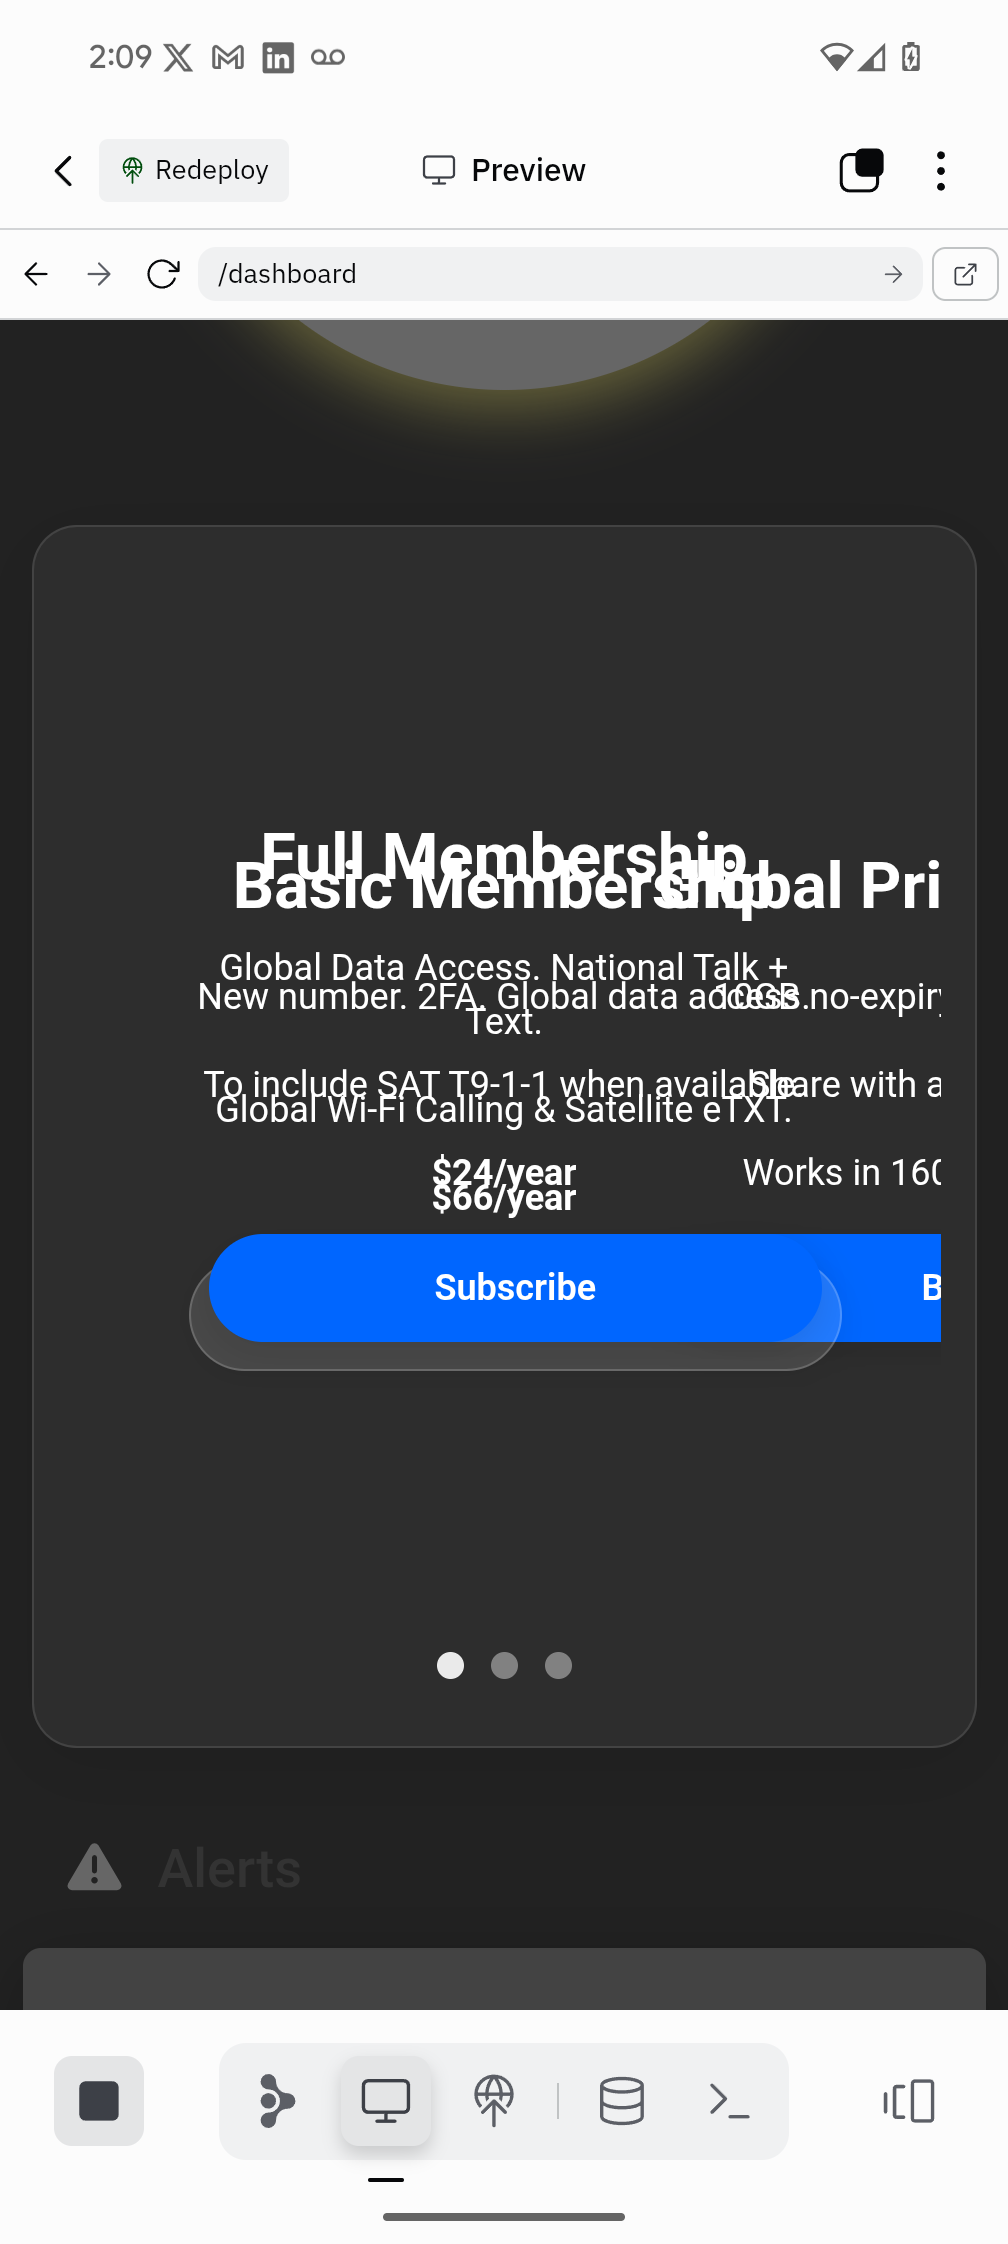 2:09
Redeploy
Preview
/dashboard
Full Membership
Basic Membership
Global Pri
Global Data Access. National Talk +
Text.
New number. 2FA. Global data access.
10GB no-expiry
To include SAT T9-1-1 when available.
Share with a
Global Wi-Fi Calling & Satellite eTXT.
$24/year
Works in 160
$66/year
Subscribe
B
Alerts